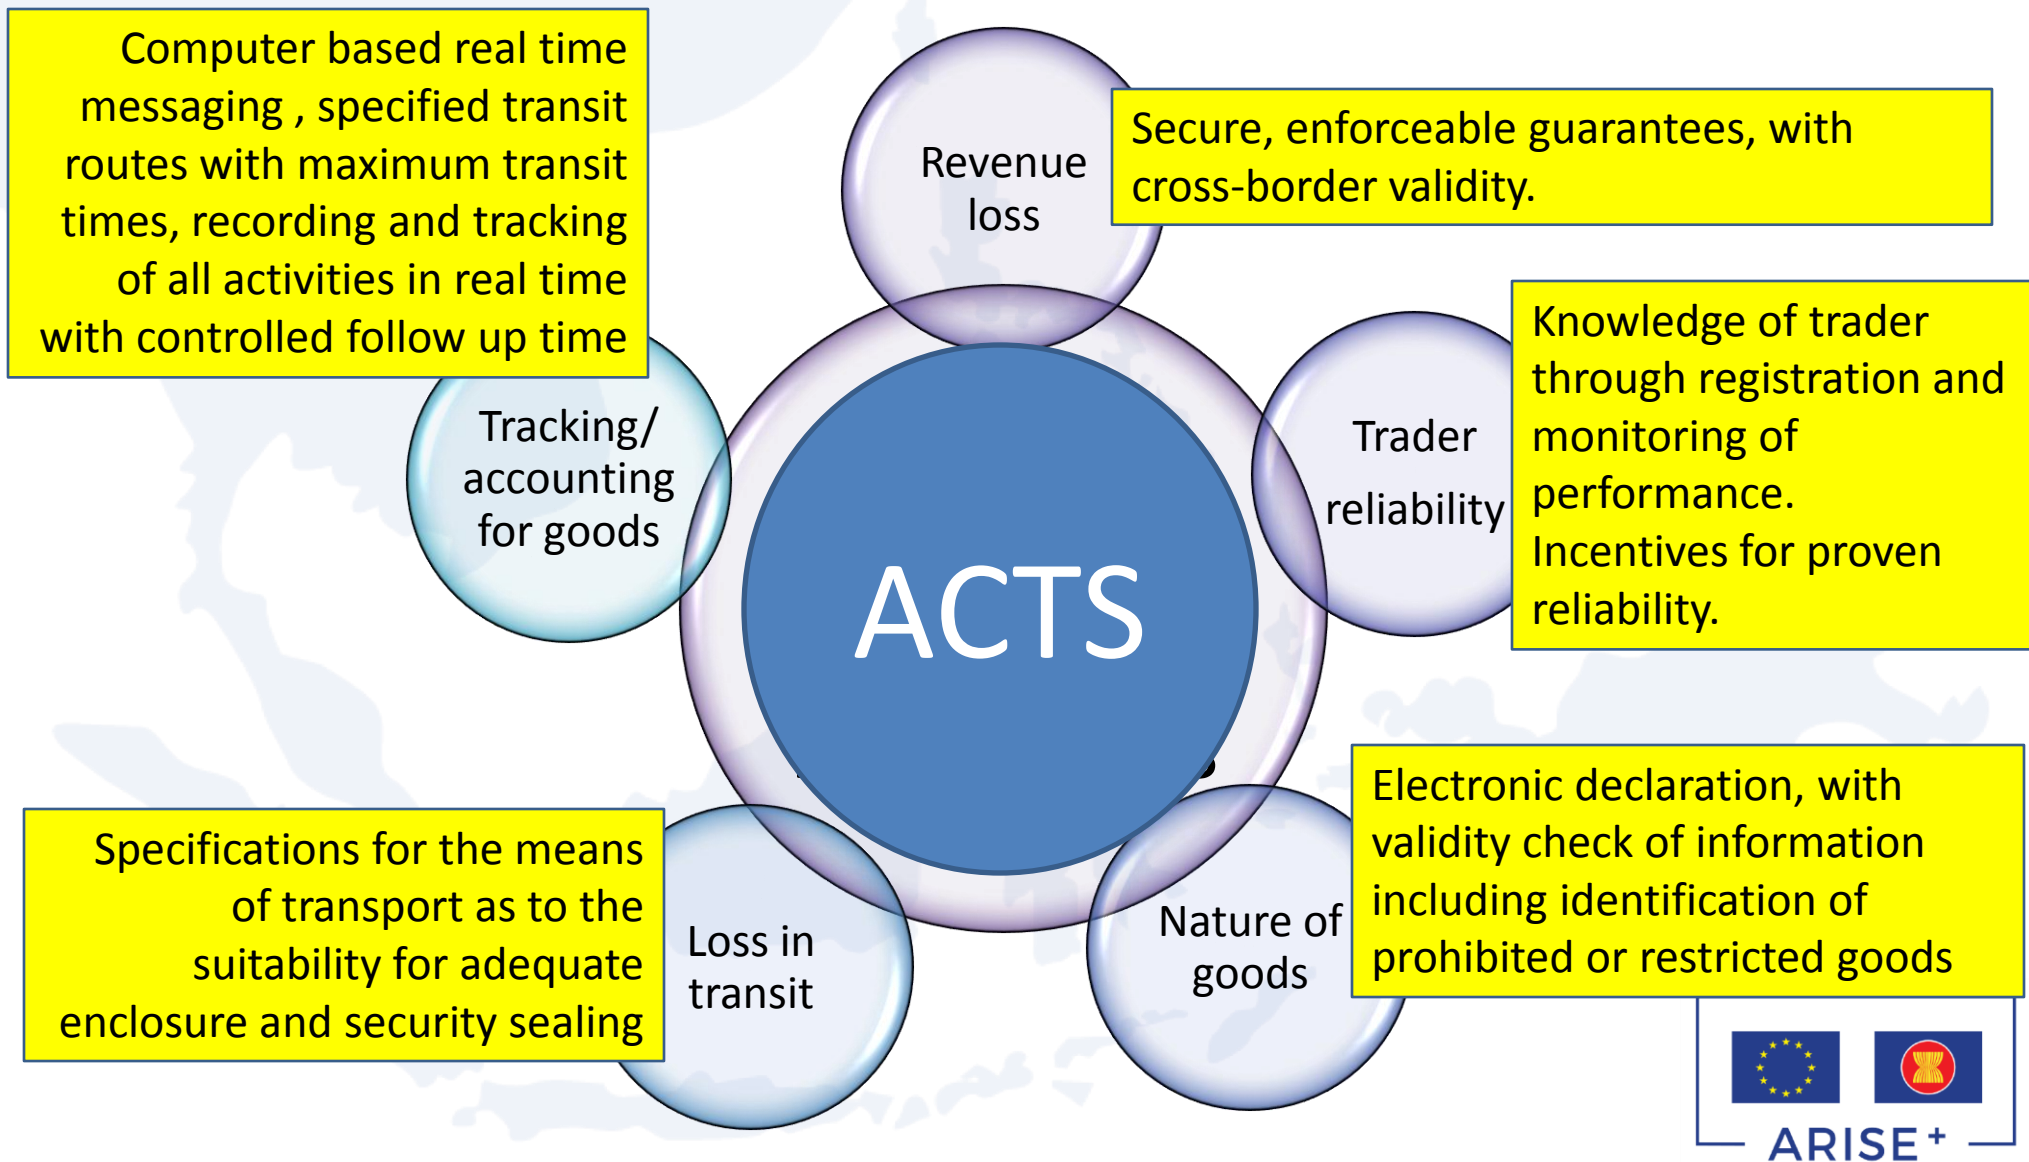 Computer based real time
messaging , specified transit
routes with maximum transit
times, recording and tracking
of all activities in real time
with controlled follow up time
Revenue
loss
Secure, enforceable guarantees, with
cross-border validity.
Tracking/
accounting
for goods
ACTS
Trader
reliability
Knowledge of trader
through registration and
monitoring of
performance.
Incentives for proven
reliability.
Specifications for the means
of transport as to the
suitability for adequate
enclosure and security sealing
Loss in
transit
Nature of
goods
Electronic declaration, with
validity check of information
including identification of
prohibited or restricted goods
ARISE+